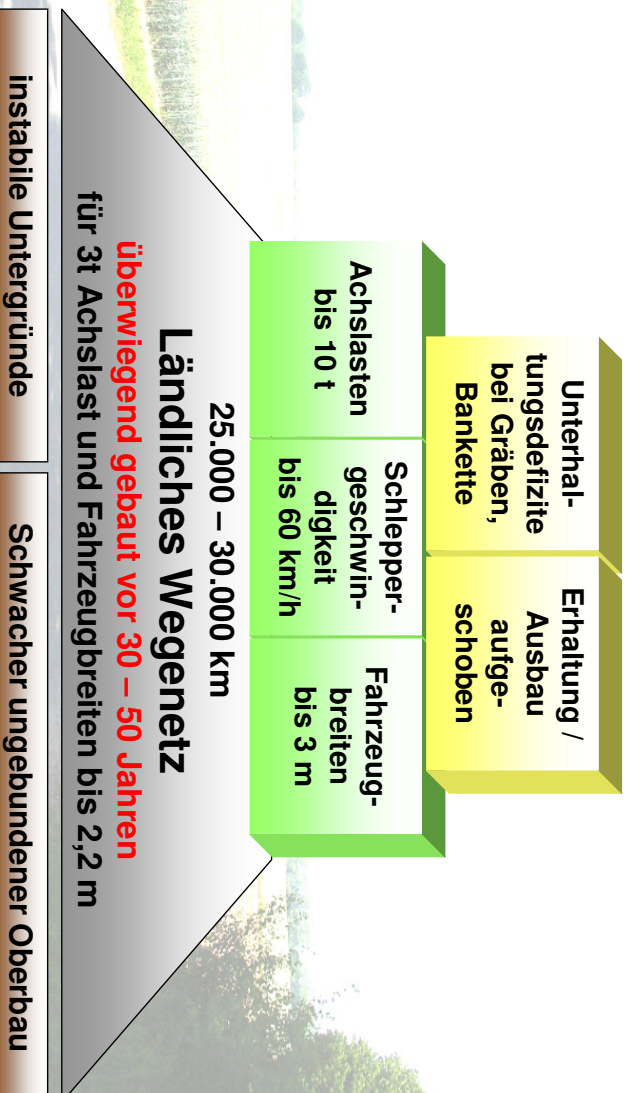 Unterhal-
tungsdefizite
bei Gräben,
Bankette
Erhaltung /
Ausbau
aufge-
schoben
Achslasten
bis 10 t
Schlepper-
geschwin-
digkeit
bis 60 km/h
Fahrzeug-
breiten
bis 3 m
25.000 – 30.000 km
Ländliches Wegenetz
überwiegend gebaut vor 30 – 50 Jahren
für 3t Achslast und Fahrzeugbreiten bis 2,2 m
instabile Untergründe
Schwacher ungebundener Oberbau